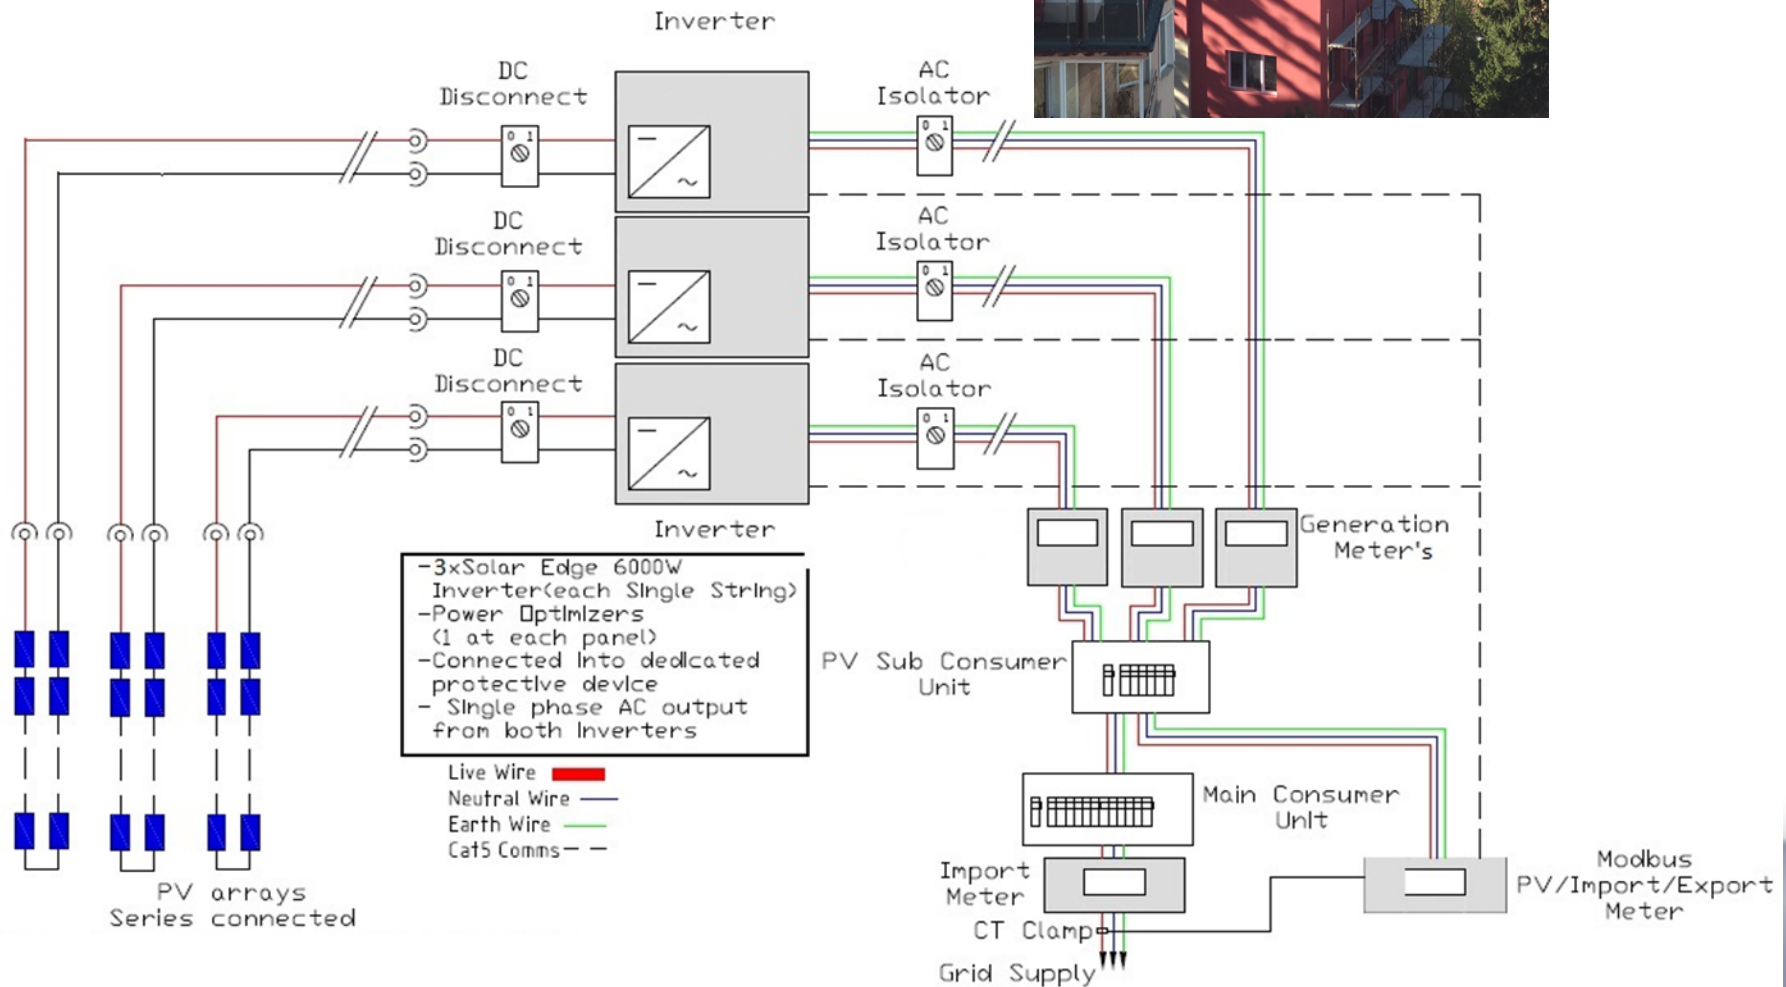 Inverter
DC
Disconnect
AC
Isolator
0 1
0 1
DC
Disconnect
AC
Isolator
0 1
0 1
DC
Disconnect
AC
Isolator
0 1
0 1
Inverter
Generation
Meter's
-3xSolar Edge 6000W
Inverter(each Single String)
-Power Optimizers
(1 at each panel)
-Connected into dedicated
protective device
- Single phase AC output
from both Inverters
PV Sub Consumer
Unit
Live Wire
Neutral Wire
Earth Wire
Cat5 Comms
Main Consumer
Unit
PV arrays
Series connected
Import
Meter
Modbus
PV/Import/Export
Meter
CT Clamp
Grid Supply